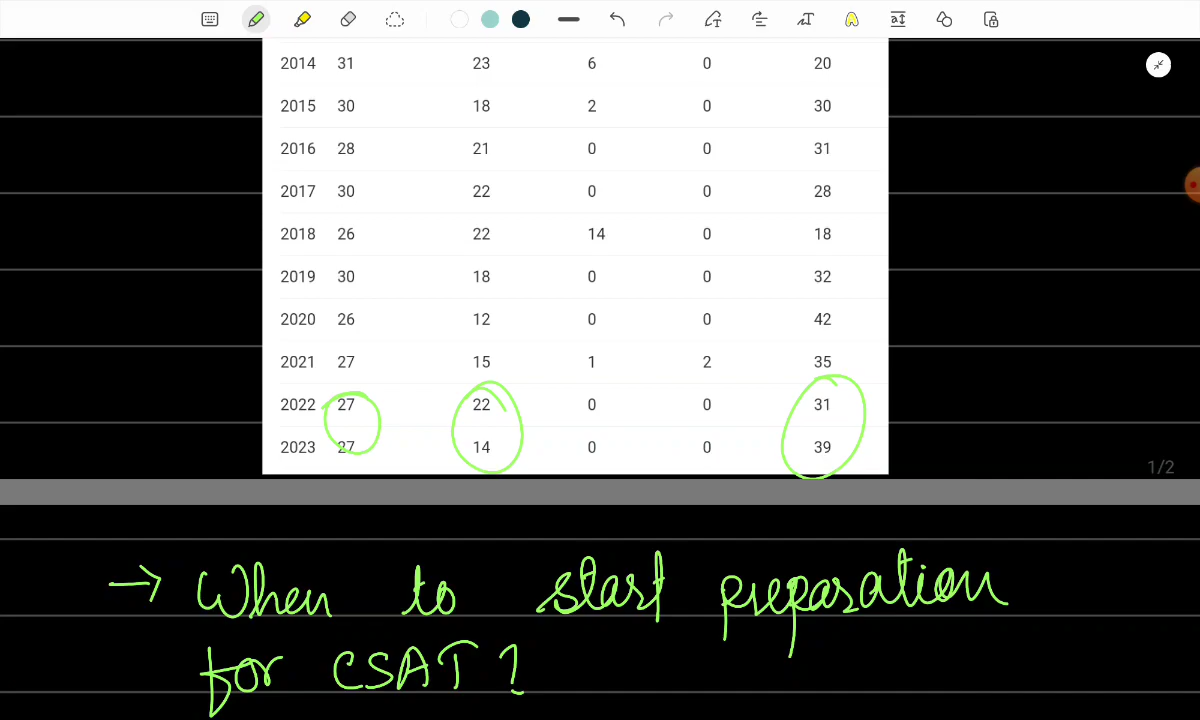 2014 31 23 6 0 20
2015 30 18 2 0 30
2016 28 21 0 0 31
2017 30 22 0 0 28
2018 26 22 14 0 18
2019 30 18 0 0 32
2020 26 12 0 0 42
2021 27 15 1 2 35
2022 27 22 0 0 31
2023 27 14 0 0 39
1/2
→ When to start preparation
for CSAT ?